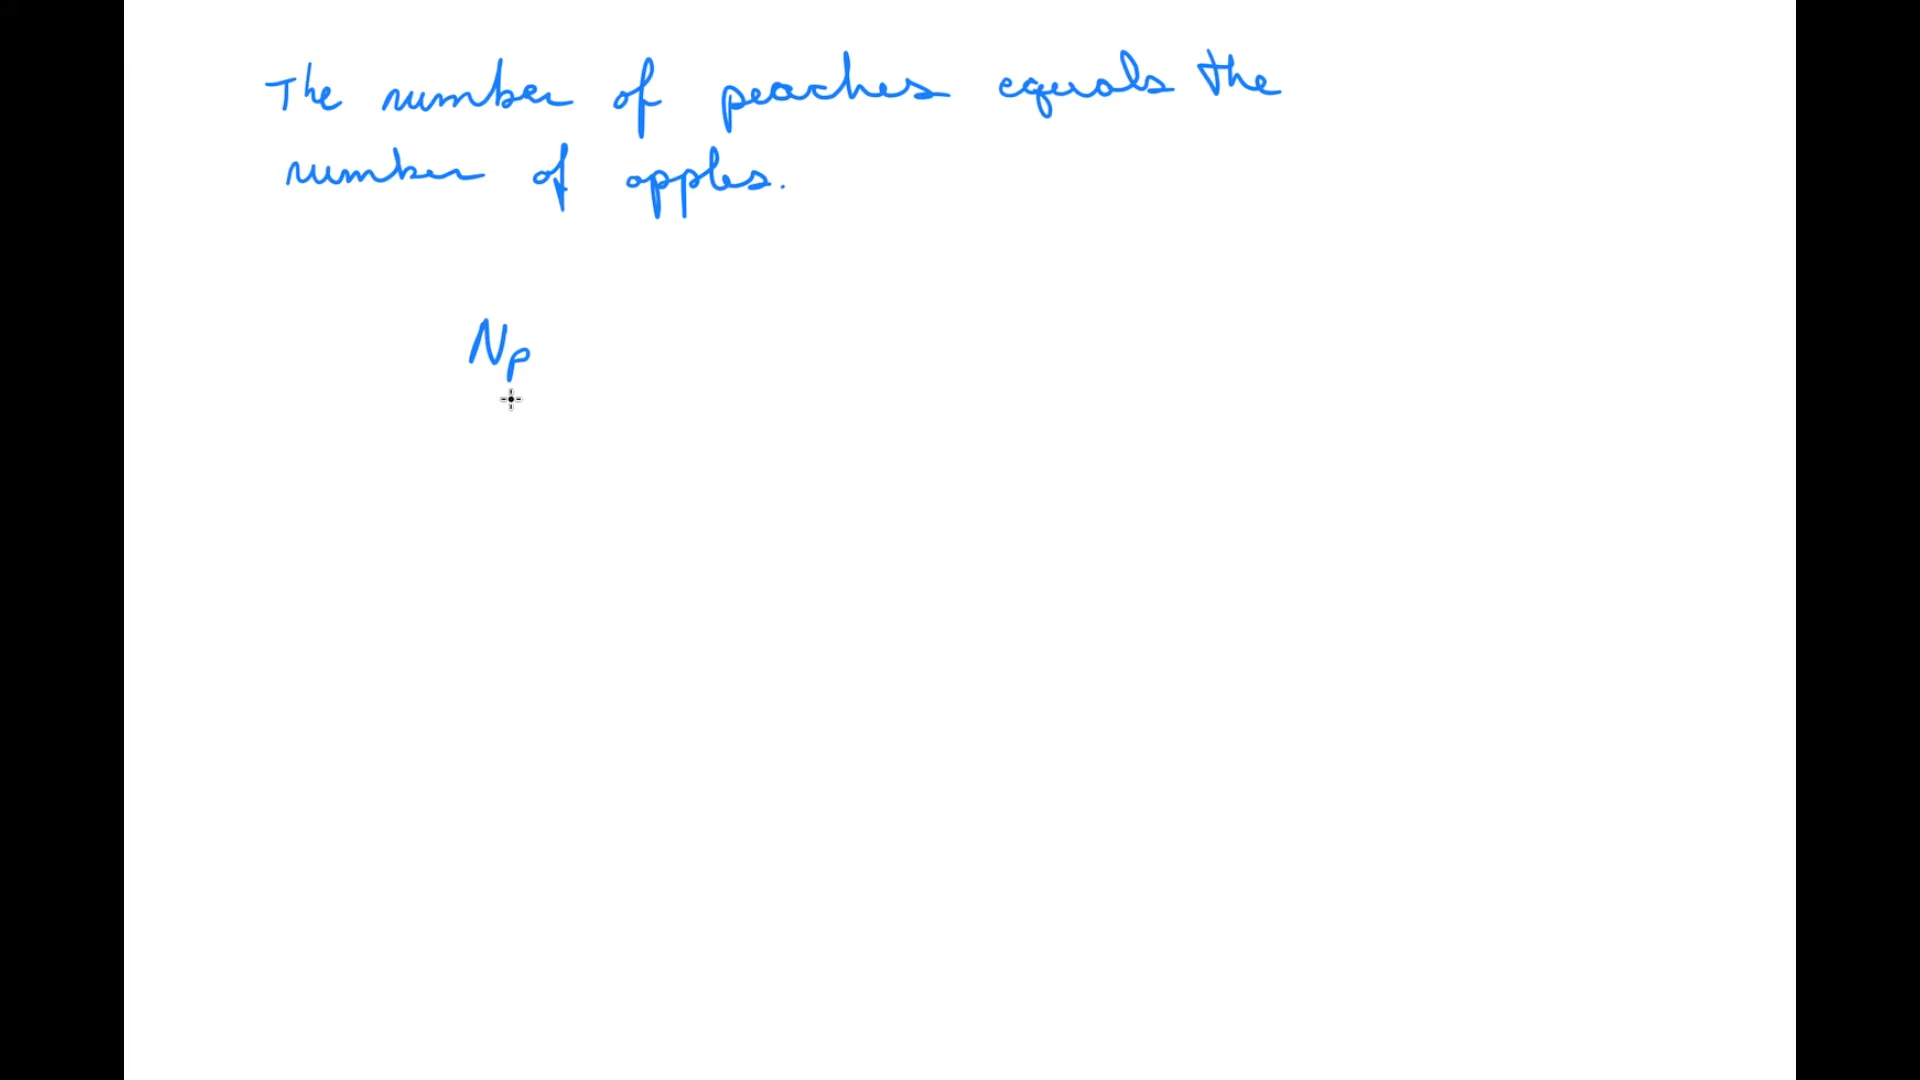 The number of peaches equals the
number of apples.
Np